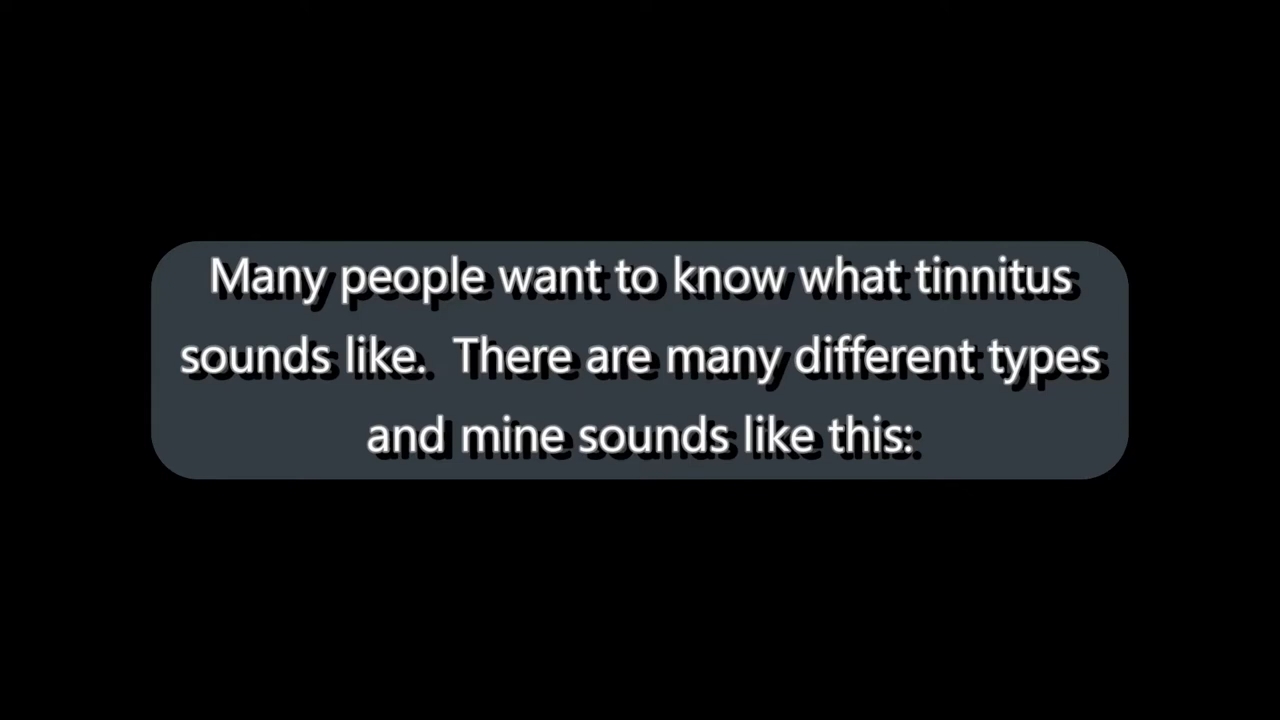 Many people want to know what tinnitus
sounds like.  There are many different types
and mine sounds like this: